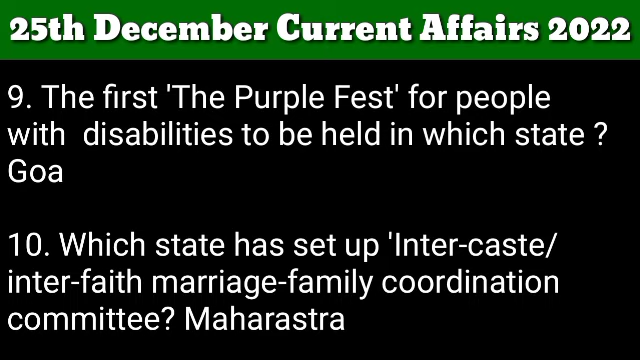 25th December Current Affairs 2022
9. The first 'The Purple Fest' for people
with  disabilities to be held in which state ?
Goa
10. Which state has set up 'Inter-caste/
inter-faith marriage-family coordination
committee? Maharastra